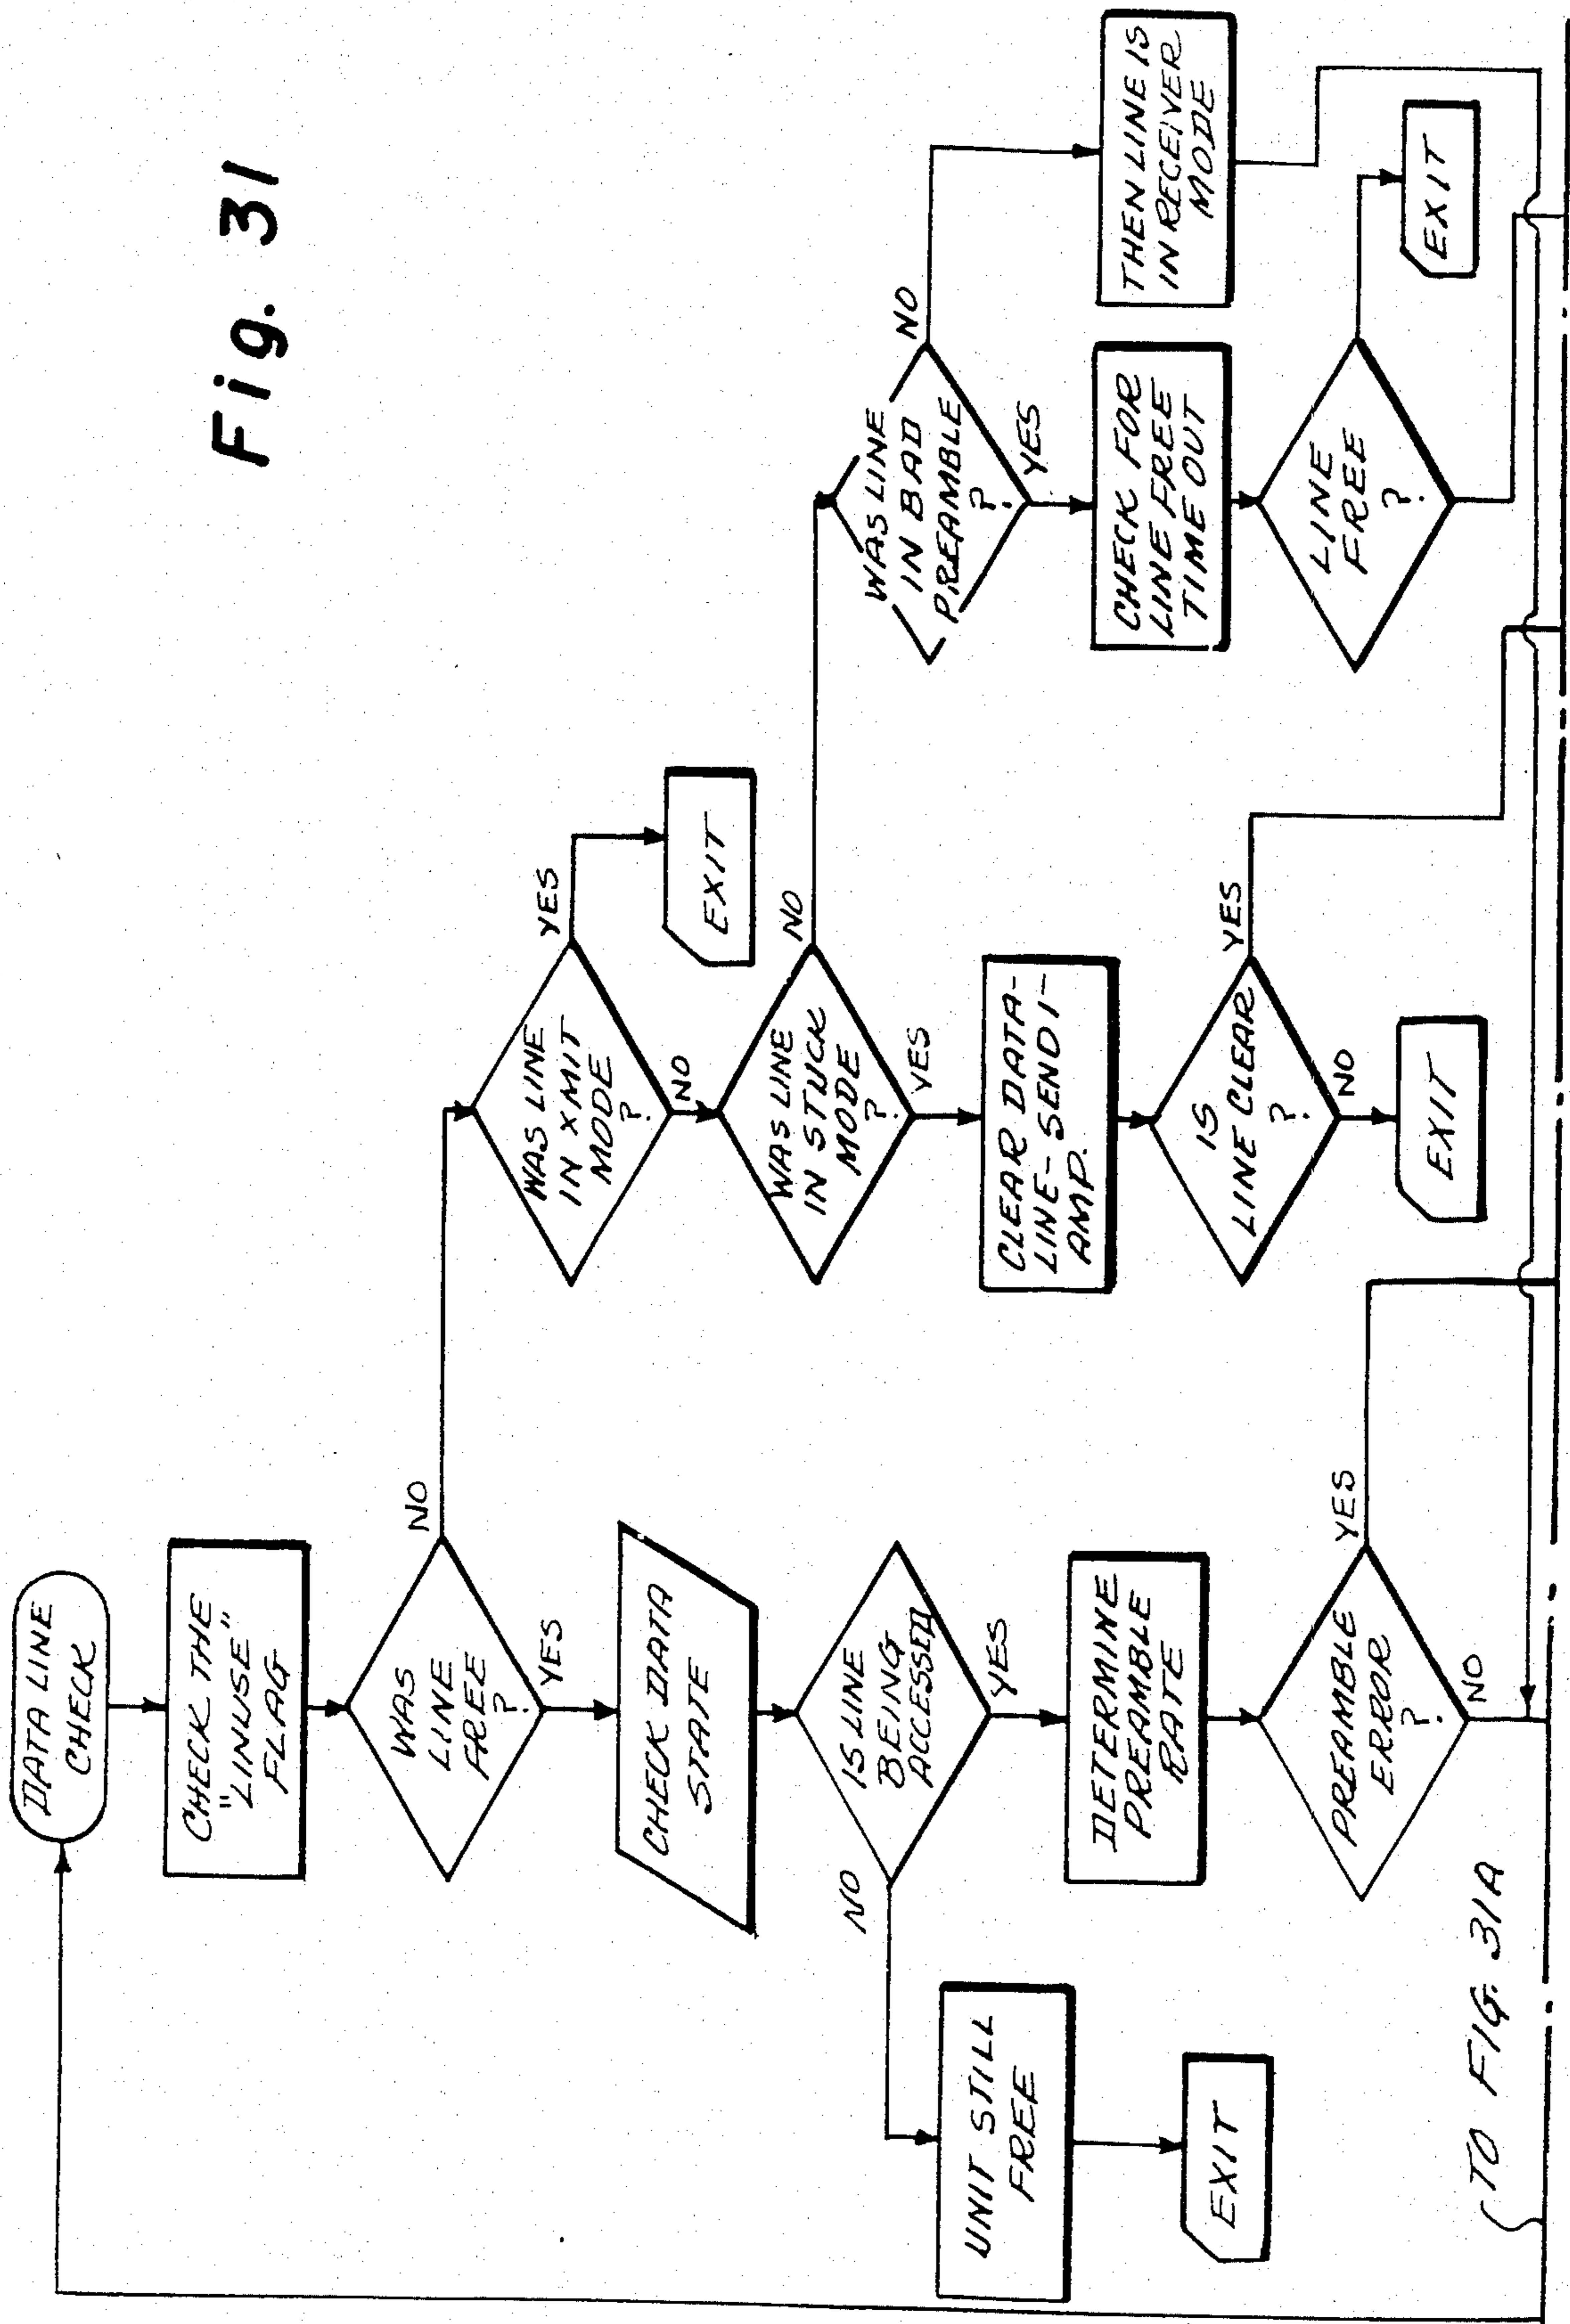 Fig. 31
DATA LINE
CHECK
CHECK THE
"LINUSE"
FLAG
WAS
LINE
FREE
?
NO
YES
CHECK DATA
STATE
IS LINE
BEING
ACCESSED
NO
YES
UNIT STILL
FREE
EXIT
DETERMINE
PREAMBLE
RATE
PREAMBLE
ERROR
?
YES
NO
WAS LINE
IN XMIT
MODE
?
YES
EXIT
NO
WAS LINE
IN STUCK
MODE
?
NO
YES
CLEAR DATA-
LINE-SEND 1-
AMP.
IS
LINE CLEAR
?
YES
NO
EXIT
WAS LINE
IN BAD
PREAMBLE
?
NO
YES
THEN LINE IS
IN RECEIVER
MODE
CHECK FOR
LINE FREE
TIME OUT
LINE
FREE
?
EXIT
TO FIG. 31A